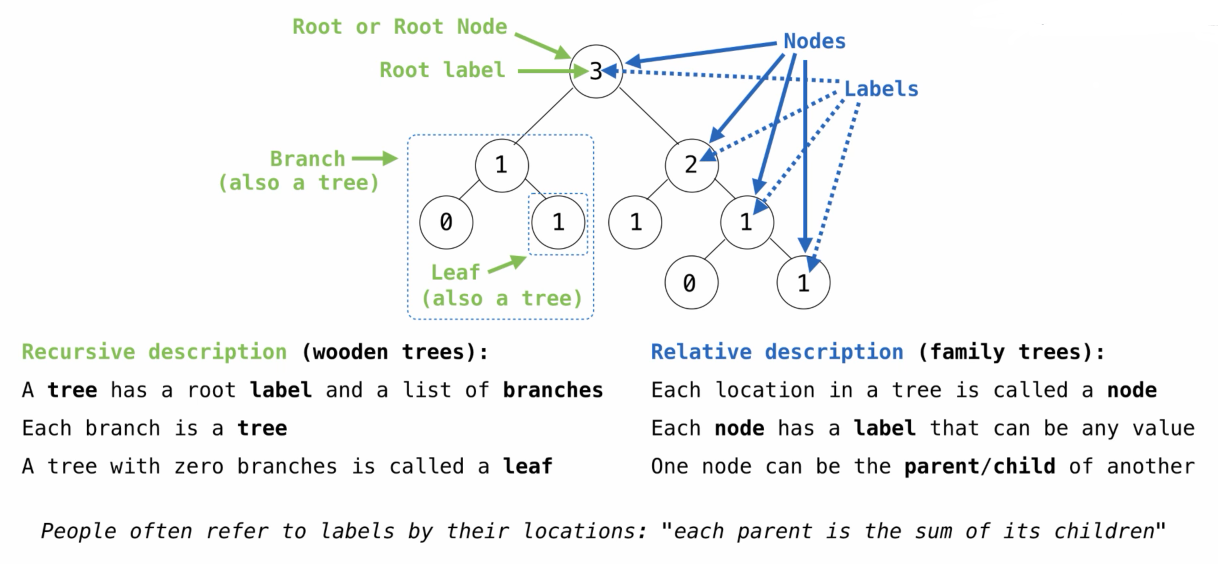 Root or Root Node
Nodes
Root label
3
Labels
Branch
(also a tree)
1
2
0
1
1
1
Leaf
(also a tree)
0
1
Recursive description (wooden trees):
A tree has a root label and a list of branches
Each branch is a tree
A tree with zero branches is called a leaf
Relative description (family trees):
Each location in a tree is called a node
Each node has a label that can be any value
One node can be the parent/child of another
People often refer to labels by their locations: "each parent is the sum of its children"